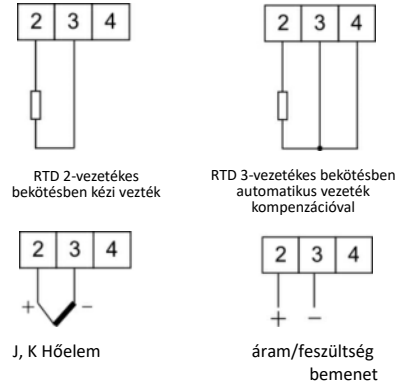 2 3 4
2 3 4
RTD 2-vezetékes
bekötésben kézi vezték
RTD 3-vezetékes bekötésben
automatikus vezeték
kompenzációval
2 3 4
+ −
J, K Hőelem
2 3 4
+ −
áram/feszültség
bemenet